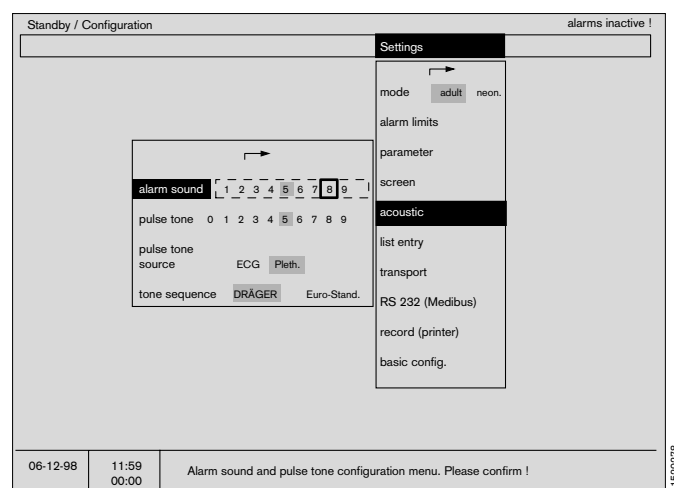 Standby / Configuration
alarms inactive !
Settings
mode adult neon.
alarm limits
parameter
screen
acoustic
list entry
transport
RS 232 (Medibus)
record (printer)
basic config.
alarm sound 1 2 3 4 5 6 7 8 9
pulse tone 0 1 2 3 4 5 6 7 8 9
pulse tone
source ECG Pleth.
tone sequence DRÄGER Euro-Stand.
06-12-98
11:59
00:00
Alarm sound and pulse tone configuration menu. Please confirm !